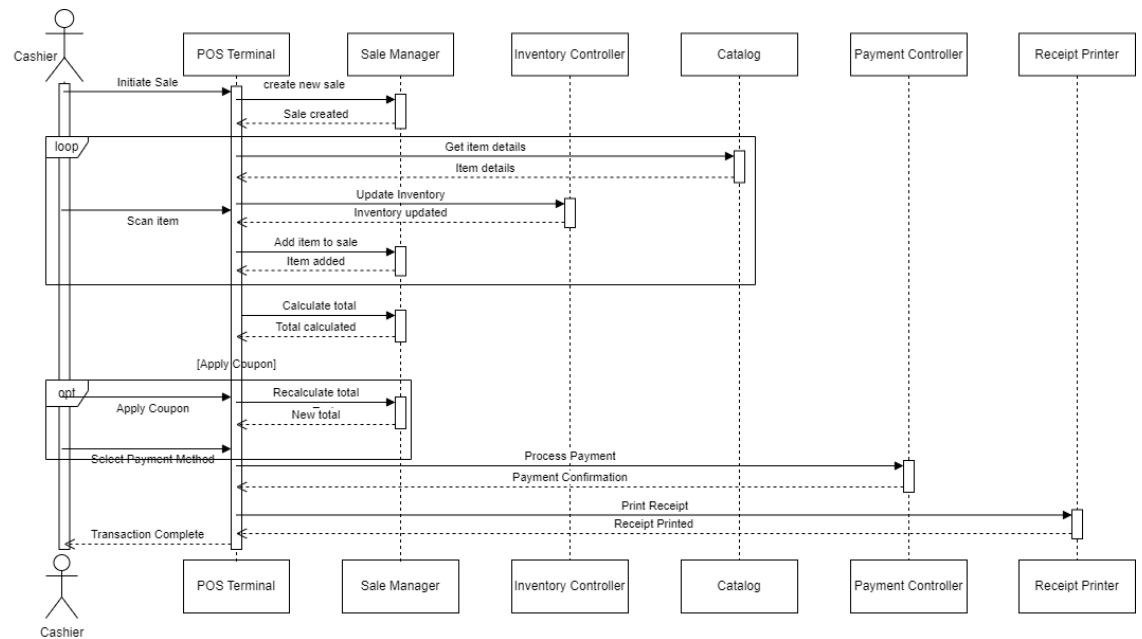 Cashier
POS Terminal
Sale Manager
Inventory Controller
Catalog
Payment Controller
Receipt Printer
Initiate Sale
create new sale
Sale created
loop
Get item details
Item details
Update Inventory
Scan item
Inventory updated
Add item to sale
Item added
Calculate total
Total calculated
[Apply Coupon]
opt
Recalculate total
Apply Coupon
New total
Select Payment Method
Process Payment
Payment Confirmation
Print Receipt
Receipt Printed
Transaction Complete
POS Terminal
Sale Manager
Inventory Controller
Catalog
Payment Controller
Receipt Printer
Cashier